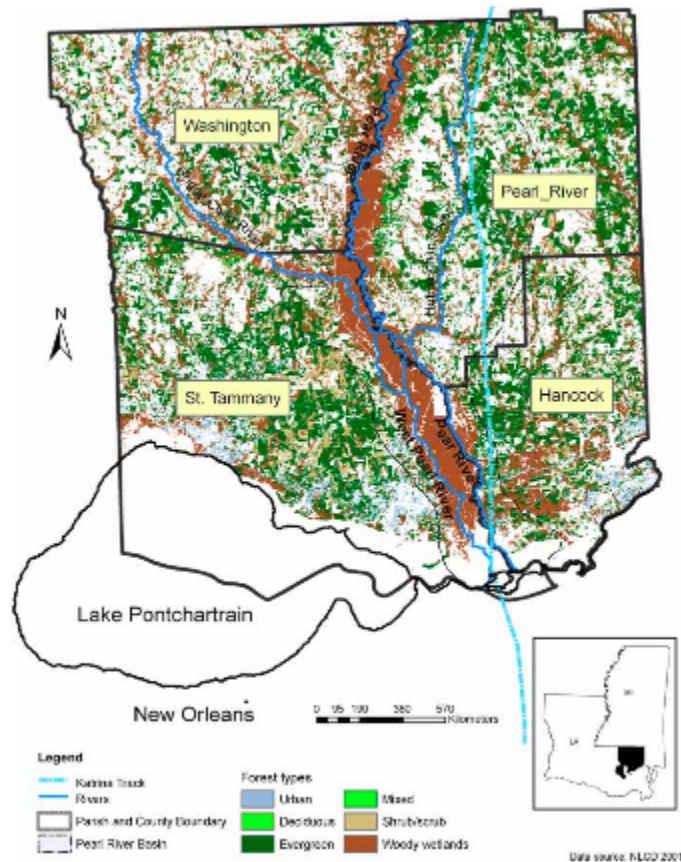 Washington
Pearl River
Pearl_River
N
St. Tammany
Hancock
West Pearl River
Pearl River
Lake Pontchartrain
New Orleans
0 95 190 380 570
Kilometers
LA
Legend
Katrina Track
Rivers
Parish and County Boundary
Pearl River Basin
Forest types
Urban
Deciduous
Evergreen
Mixed
Shrub/scrub
Woody wetlands
Data source: NLCD 2001